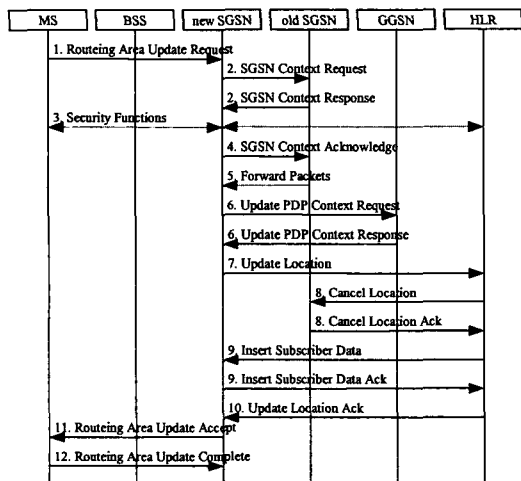 MS BSS new SGSN old SGSN GGSN HLR
1. Routeing Area Update Request
2. SGSN Context Request
2. SGSN Context Response
3. Security Functions
4. SGSN Context Acknowledge
5. Forward Packets
6. Update PDP Context Request
6. Update PDP Context Response
7. Update Location
8. Cancel Location
8. Cancel Location Ack
9. Insert Subscriber Data
9. Insert Subscriber Data Ack
10. Update Location Ack
11. Routeing Area Update Accept
12. Routeing Area Update Complete